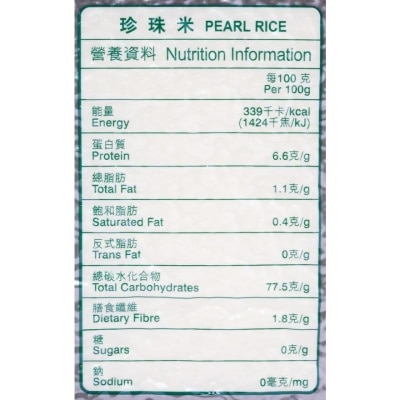 珍珠米 PEARL RICE
營養資料 Nutrition Information
每100 克
Per 100g
能量 339千卡/kcal
Energy (1424千焦/kJ)
蛋白質
Protein 6.6克/g
總脂肪
Total Fat 1.1克/g
飽和脂肪
Saturated Fat 0.4克/g
反式脂肪
Trans Fat 0克/g
總碳水化合物
Total Carbohydrates 77.5克/g
膳食纖維
Dietary Fibre 1.8克/g
糖
Sugars 0克/g
鈉
Sodium 0毫克/mg